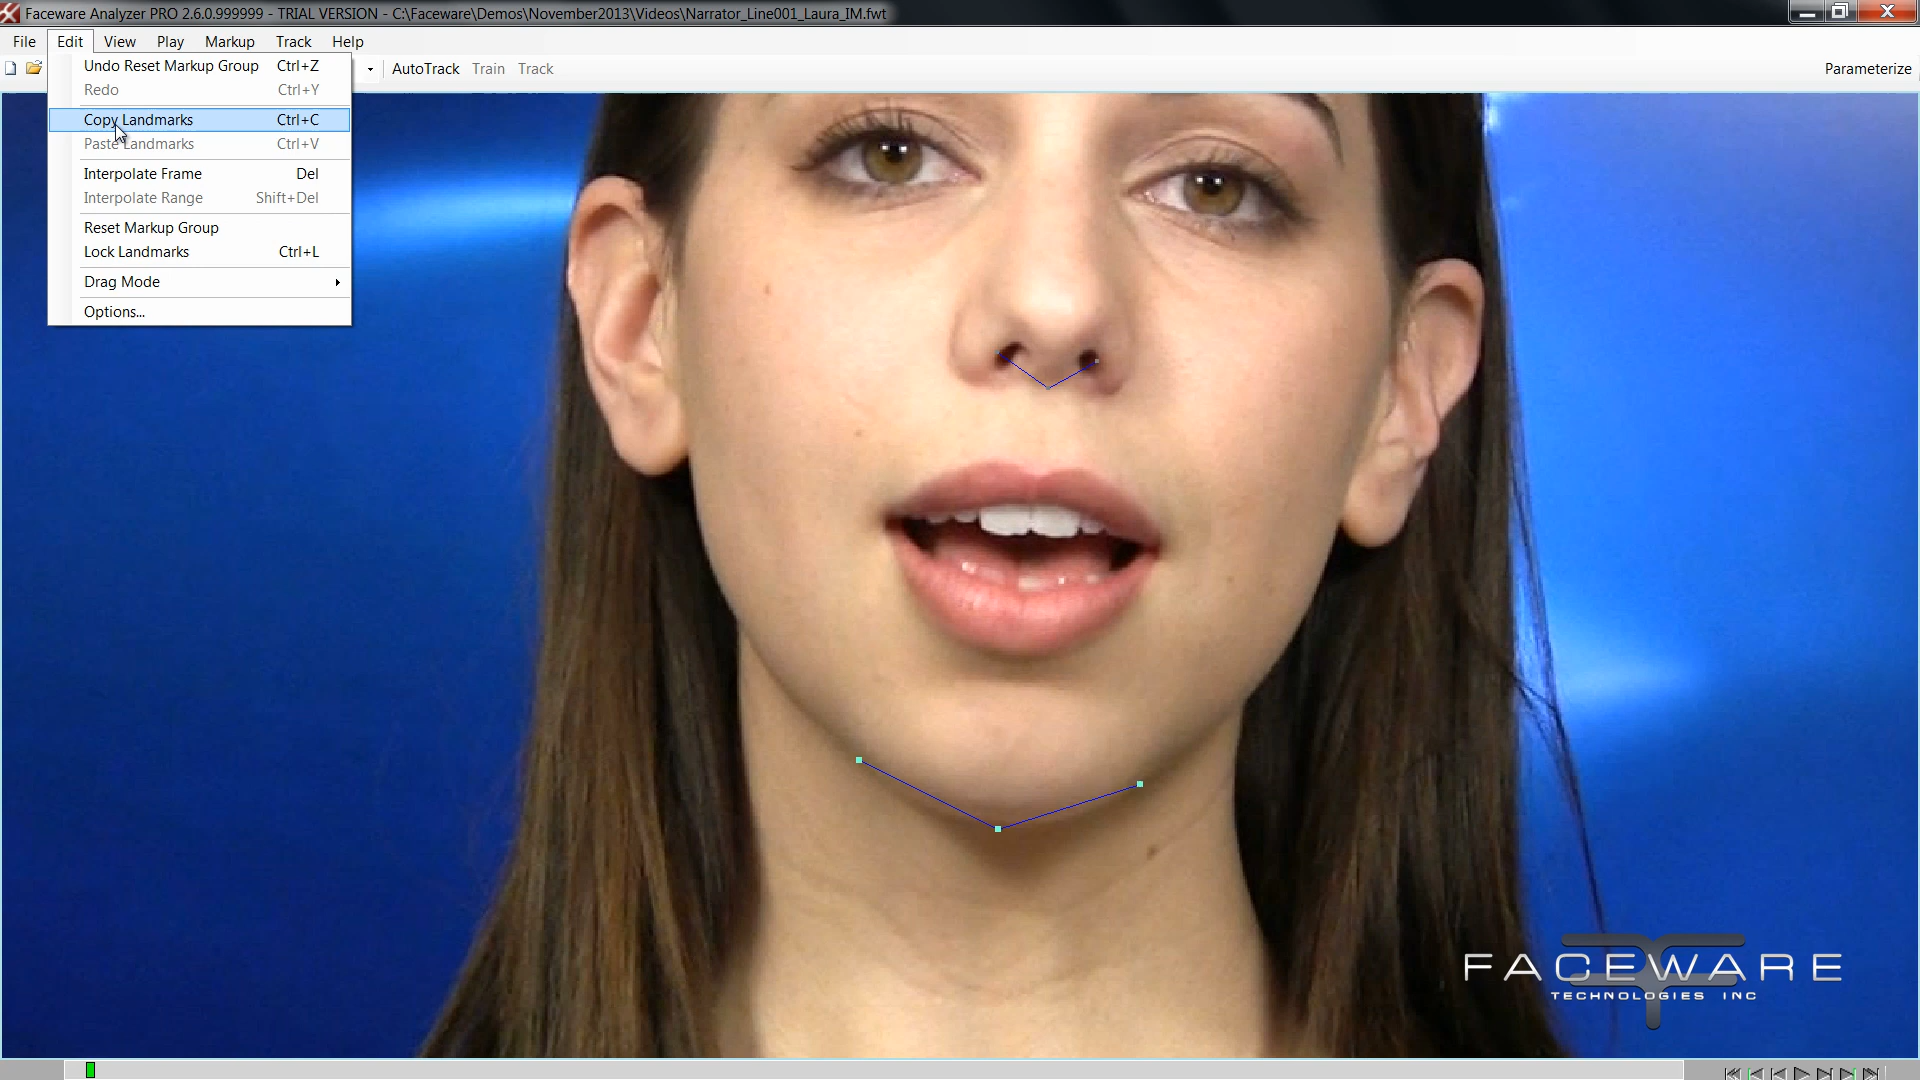 Faceware Analyzer PRO 2.6.0.999999 - TRIAL VERSION - C:\Faceware\Demos\November2013\Videos\Narrator_Line001_Laura_IM.fwt
File Edit View Play Markup Track Help
AutoTrack Train Track Parameterize
Undo Reset Markup Group Ctrl+Z
Redo Ctrl+Y
Copy Landmarks Ctrl+C
Paste Landmarks Ctrl+V
Interpolate Frame Del
Interpolate Range Shift+Del
Reset Markup Group
Lock Landmarks Ctrl+L
Drag Mode
Options...
FACEWARE
TECHNOLOGIES INC